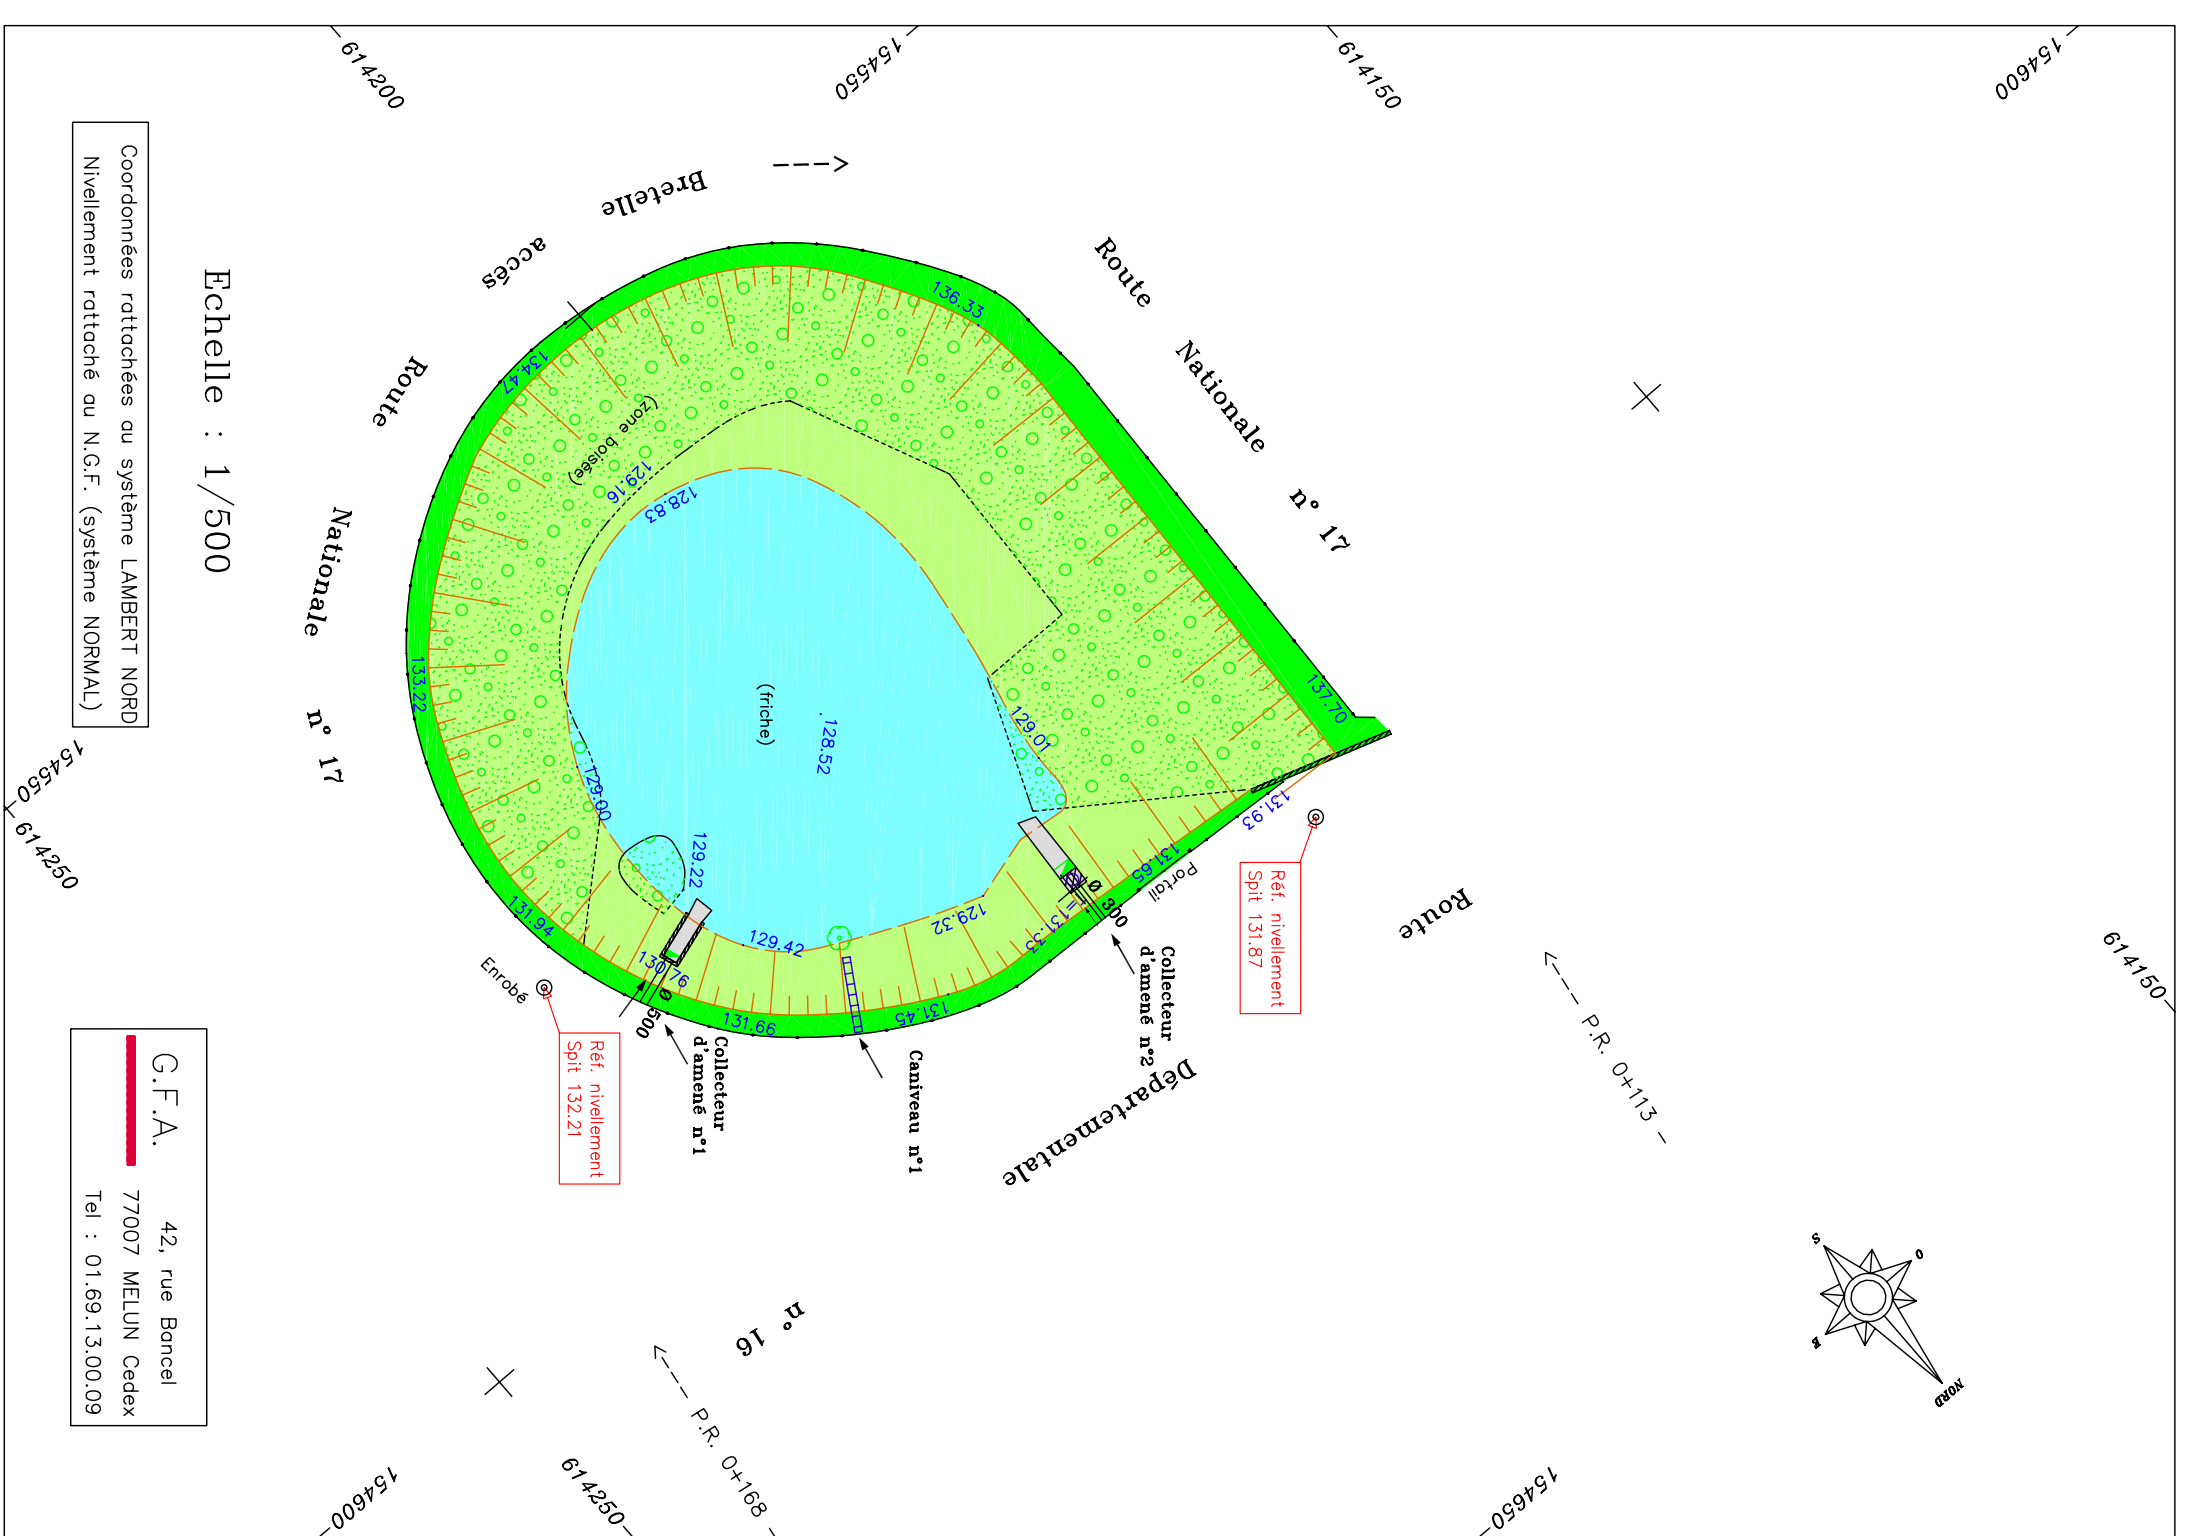 614200
154550
614150
154600
Bretelle
accès
Route
Nationale
n° 17
Route
Nationale
n° 17
Coordonnées rattachées au système LAMBERT NORD
Nivellement rattaché au N.G.F. (système NORMAL)
Echelle : 1/500
136.33
134.47
(zone boisée)
129.16
128.83
133.22
137.70
(friche)
128.52
129.01
129.00
129.22
131.93
131.65
Portail
Ø 300
=131.33
129.32
129.42
131.94
130.76
Ø 500
131.66
131.45
Enrobé
Réf. nivellement
Spit 131.87
Réf. nivellement
Spit 132.21
Collecteur
d'amené n°2
Collecteur
d'amené n°1
Caniveau n°1
Route
Départementale
n° 16
P.R. 0+113
P.R. 0+168
154550
614250
614150
G.F.A.
42, rue Bancel
77007 MELUN Cedex
Tel : 01.69.13.00.09
S
O
E
NORD
154600
614250
154650